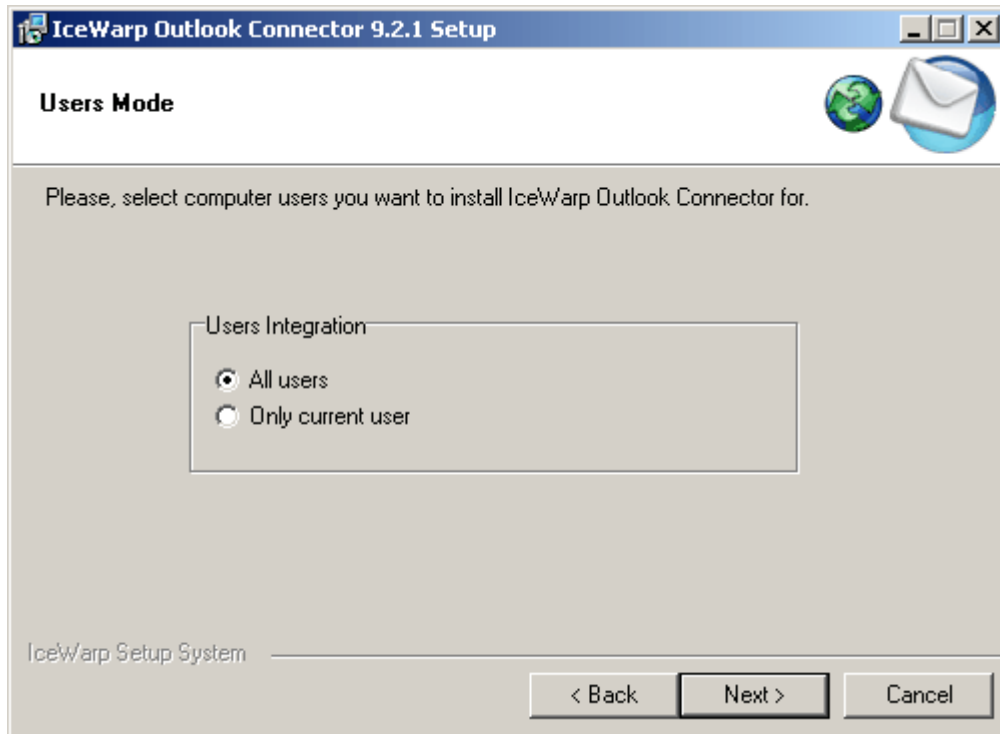 IceWarp Outlook Connector 9.2.1 Setup
Users Mode
Please, select computer users you want to install IceWarp Outlook Connector for.
Users Integration
All users
Only current user
IceWarp Setup System
< Back Next > Cancel